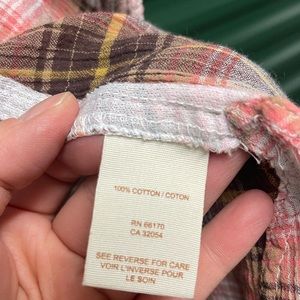 100% COTTON / COTON
RN 66170
CA 32054
SEE REVERSE FOR CARE
VOIR L'INVERSE POUR
LE SOIN